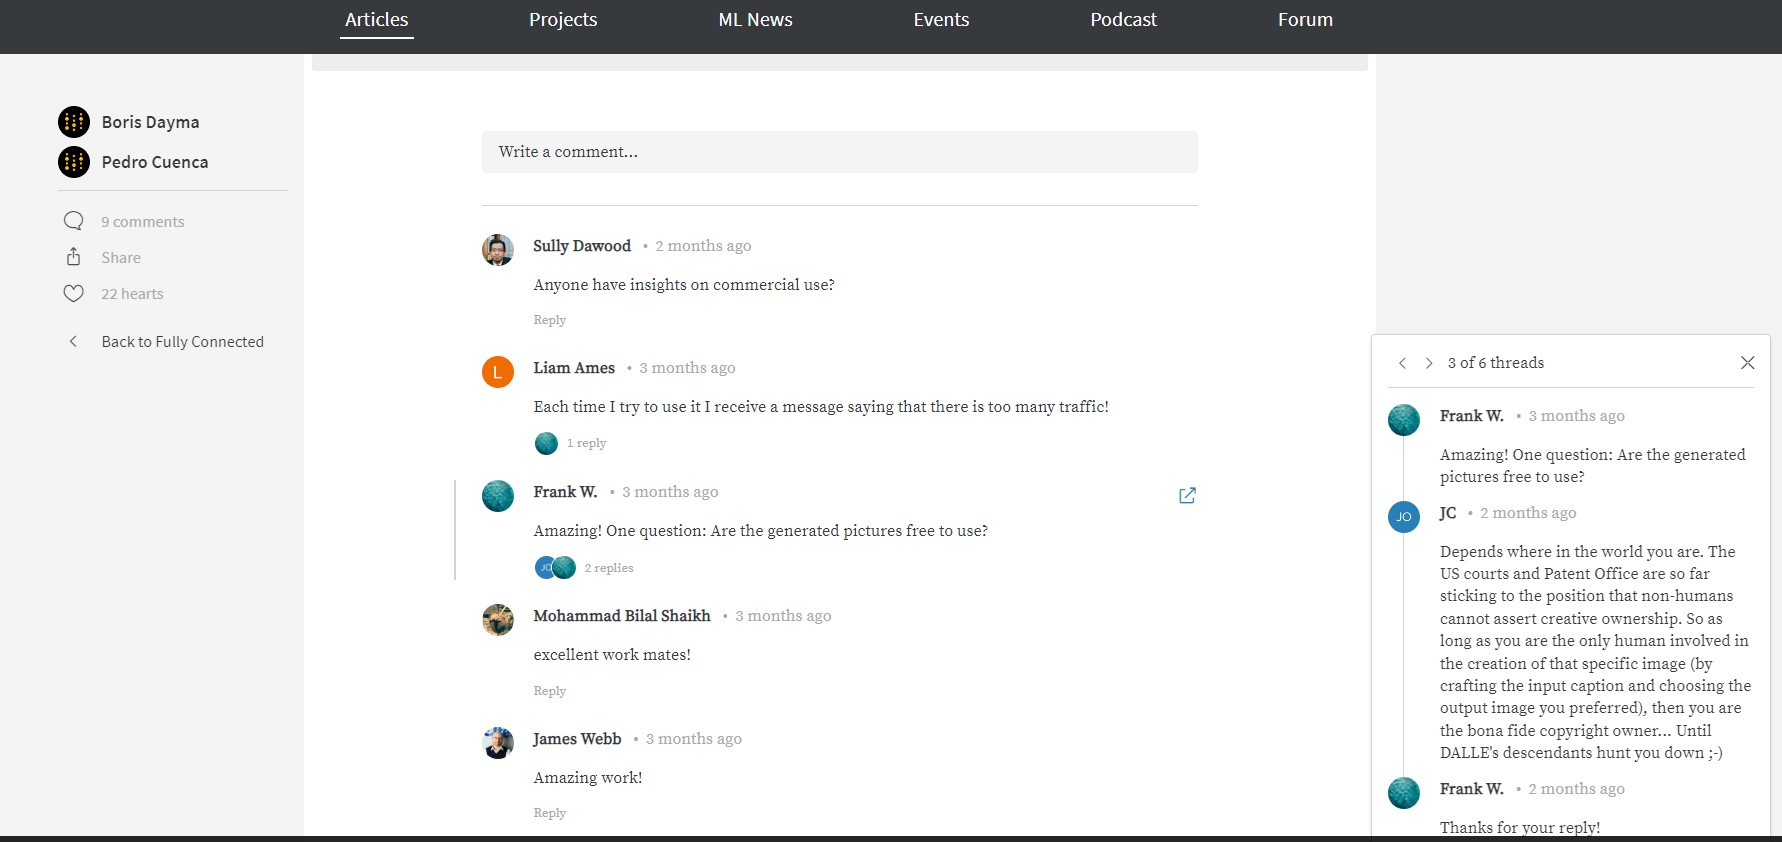 Articles
Projects
ML News
Events
Podcast
Forum
Boris Dayma
Pedro Cuenca
9 comments
Share
22 hearts
Back to Fully Connected
Write a comment...
Sully Dawood • 2 months ago
Anyone have insights on commercial use?
Reply
L
Liam Ames • 3 months ago
Each time I try to use it I receive a message saying that there is too many traffic!
1 reply
Frank W. • 3 months ago
Amazing! One question: Are the generated pictures free to use?
JO
2 replies
Mohammad Bilal Shaikh • 3 months ago
excellent work mates!
Reply
James Webb • 3 months ago
Amazing work!
Reply
3 of 6 threads
Frank W. • 3 months ago
Amazing! One question: Are the generated
pictures free to use?
JO
JC • 2 months ago
Depends where in the world you are. The
US courts and Patent Office are so far
sticking to the position that non-humans
cannot assert creative ownership. So as
long as you are the only human involved in
the creation of that specific image (by
crafting the input caption and choosing the
output image you preferred), then you are
the bona fide copyright owner... Until
DALLE's descendants hunt you down ;-)
Frank W. • 2 months ago
Thanks for your reply!